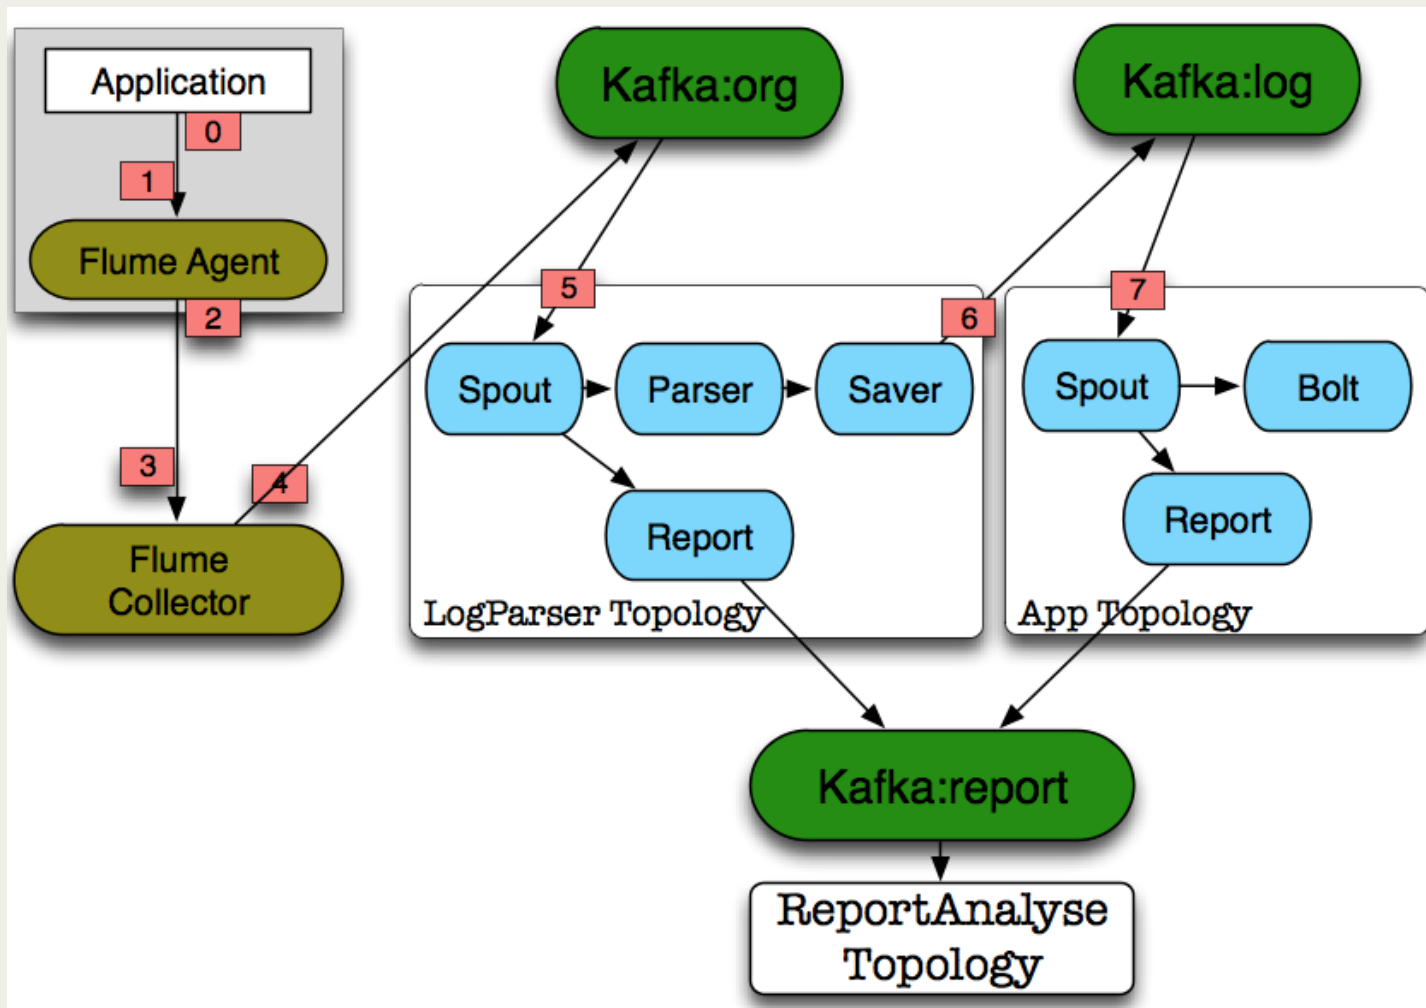 Application
0
1
Flume Agent
2
3
4
Flume
Collector
Kafka:org
Kafka:log
5
6
7
Spout
Parser
Saver
Report
LogParser Topology
Spout
Bolt
Report
App Topology
Kafka:report
ReportAnalyse
Topology